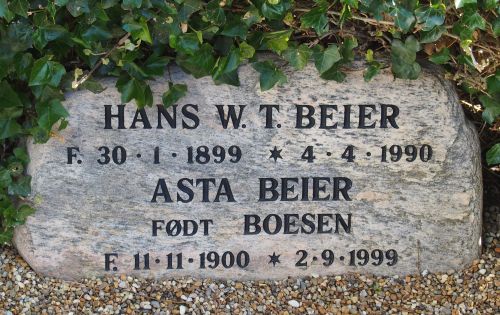 HANS W. T. BEIER
F. 30 · 1 · 1899 ★ 4 · 4 · 1990
ASTA BEIER
FØDT BOESEN
F. 11 · 11 · 1900 ★ 2 · 9 · 1999